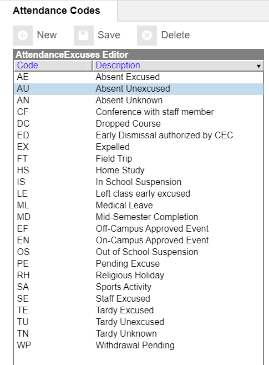 Attendance Codes
New Save Delete
AttendanceExcuses Editor
Code Description
AE Absent Excused
AU Absent Unexcused
AN Absent Unknown
CF Conference with staff member
DC Dropped Course
ED Early Dismissal authorized by CEC
EX Expelled
FT Field Trip
HS Home Study
IS In School Suspension
LE Left class early excused
ML Medical Leave
MD Mid-Semester Completion
EF Off-Campus Approved Event
EN On-Campus Approved Event
OS Out of School Suspension
PE Pending Excuse
RH Religious Holiday
SA Sports Activity
SE Staff Excused
TE Tardy Excused
TU Tardy Unexcused
TN Tardy Unknown
WP Withdrawal Pending